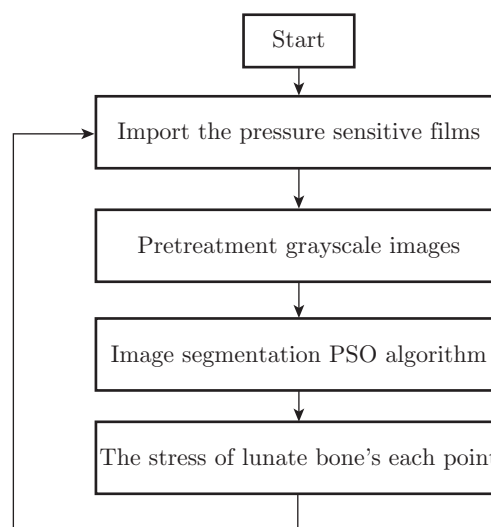 Start
Import the pressure sensitive films
Pretreatment grayscale images
Image segmentation PSO algorithm
The stress of lunate bone's each point